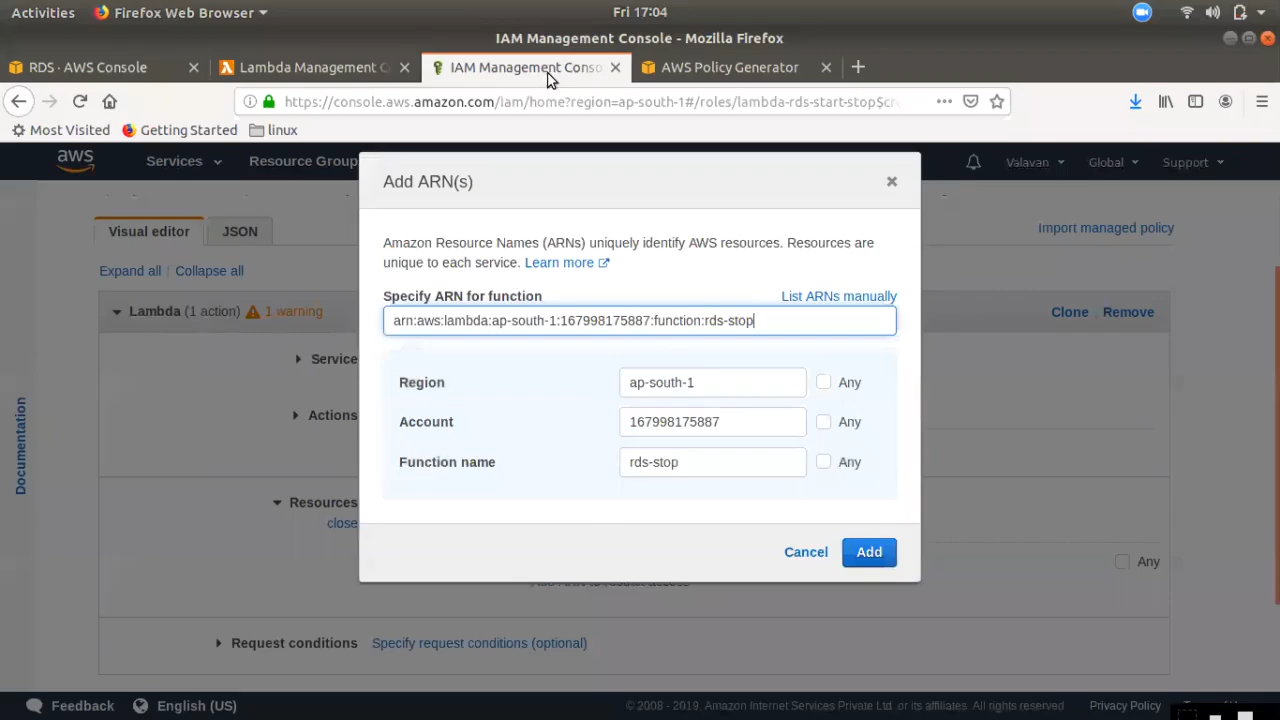 Activities
Firefox Web Browser
Fri 17:04
IAM Management Console - Mozilla Firefox
RDS · AWS Console
Lambda Management C
IAM Management Conso
AWS Policy Generator
https://console.aws.amazon.com/iam/home?region=ap-south-1#/roles/lambda-rds-start-stop$cr
Most Visited
Getting Started
linux
aws
Services
Resource Group
Valavan
Global
Support
Add ARN(s)
Visual editor
JSON
Import managed policy
Amazon Resource Names (ARNs) uniquely identify AWS resources. Resources are
unique to each service. Learn more
Expand all | Collapse all
Specify ARN for function
List ARNs manually
Lambda (1 action) 1 warning
Clone | Remove
arn:aws:lambda:ap-south-1:167998175887:function:rds-stop
Service
Region
ap-south-1
Any
Actions
Account
167998175887
Any
Function name
rds-stop
Any
Documentation
Resources
close
Cancel
Add
Any
Request conditions
Specify request conditions (optional)
Feedback
English (US)
© 2008 - 2019, Amazon Internet Services Private Ltd. or its affiliates. All rights reserved
Privacy Policy